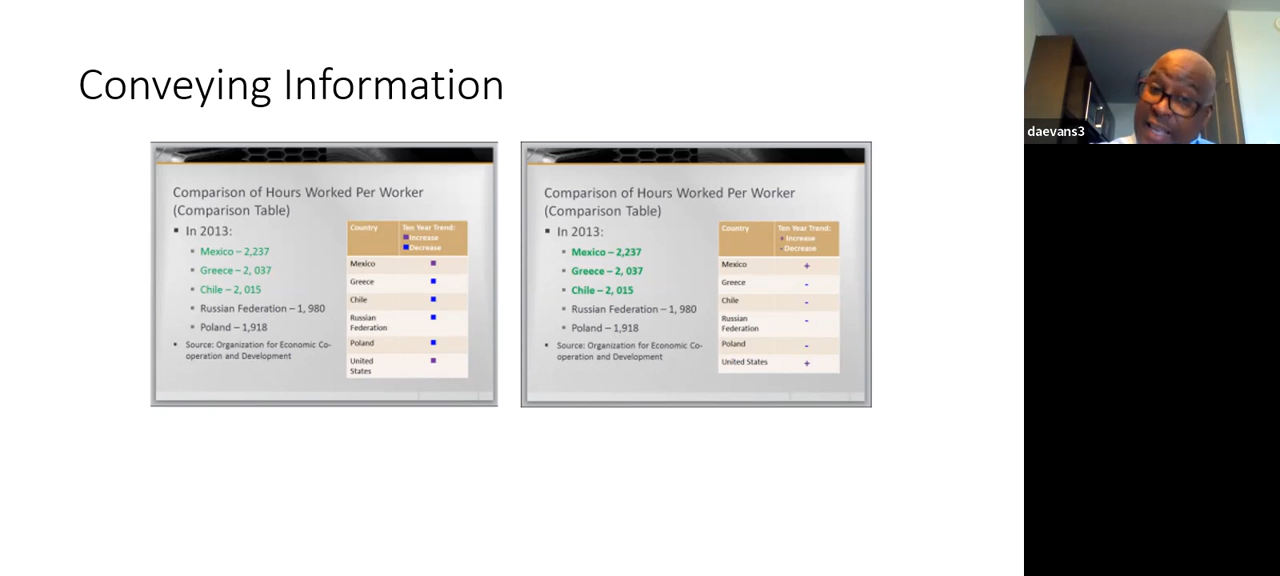 Conveying Information
daevans3
Comparison of Hours Worked Per Worker
(Comparison Table)
In 2013:
Mexico – 2,237
Greece – 2, 037
Chile – 2, 015
Russian Federation – 1, 980
Poland – 1,918
Source: Organization for Economic Co-
operation and Development
Country Ten Year Trend:
Increase
Decrease
Mexico
Greece
Chile
Russian
Federation
Poland
United
States
Comparison of Hours Worked Per Worker
(Comparison Table)
In 2013:
Mexico – 2,237
Greece – 2, 037
Chile – 2, 015
Russian Federation – 1, 980
Poland – 1,918
Source: Organization for Economic Co-
operation and Development
Country Ten Year Trend:
+ Increase
- Decrease
Mexico +
Greece -
Chile -
Russian
Federation -
Poland -
United States +